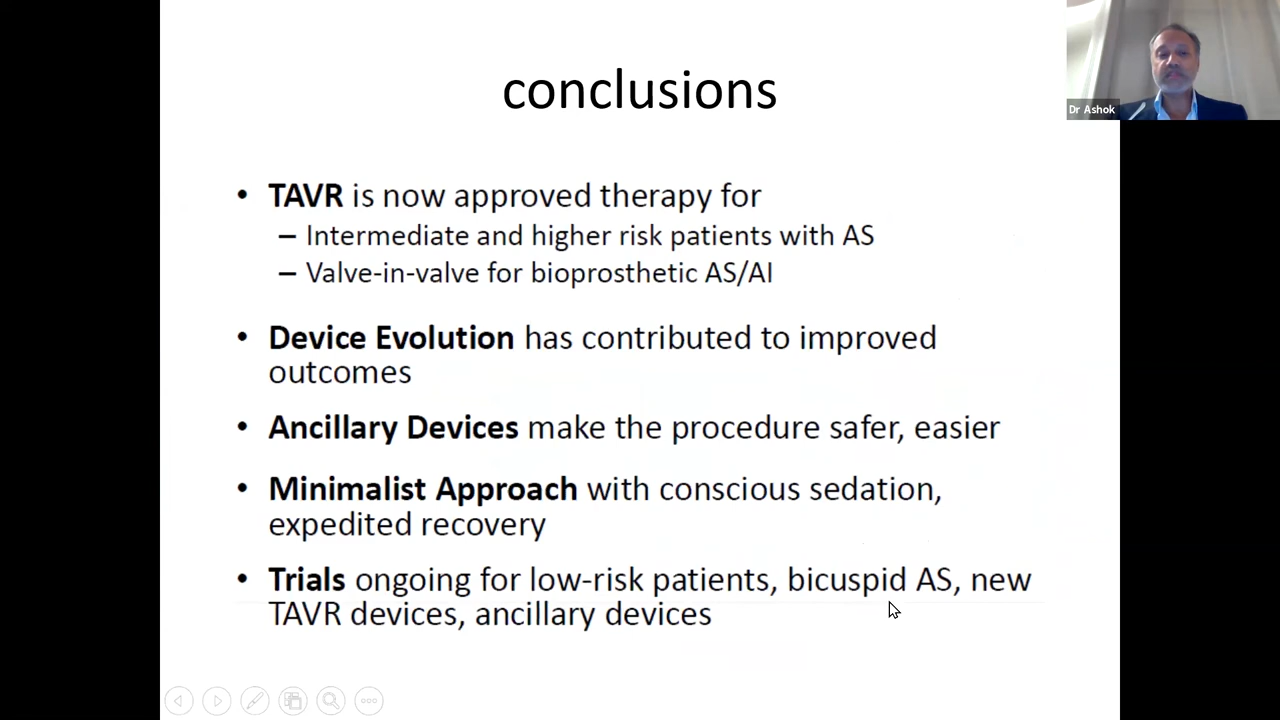 conclusions
Dr Ashok
• TAVR is now approved therapy for
– Intermediate and higher risk patients with AS
– Valve-in-valve for bioprosthetic AS/AI
• Device Evolution has contributed to improved
outcomes
• Ancillary Devices make the procedure safer, easier
• Minimalist Approach with conscious sedation,
expedited recovery
• Trials ongoing for low-risk patients, bicuspid AS, new
TAVR devices, ancillary devices